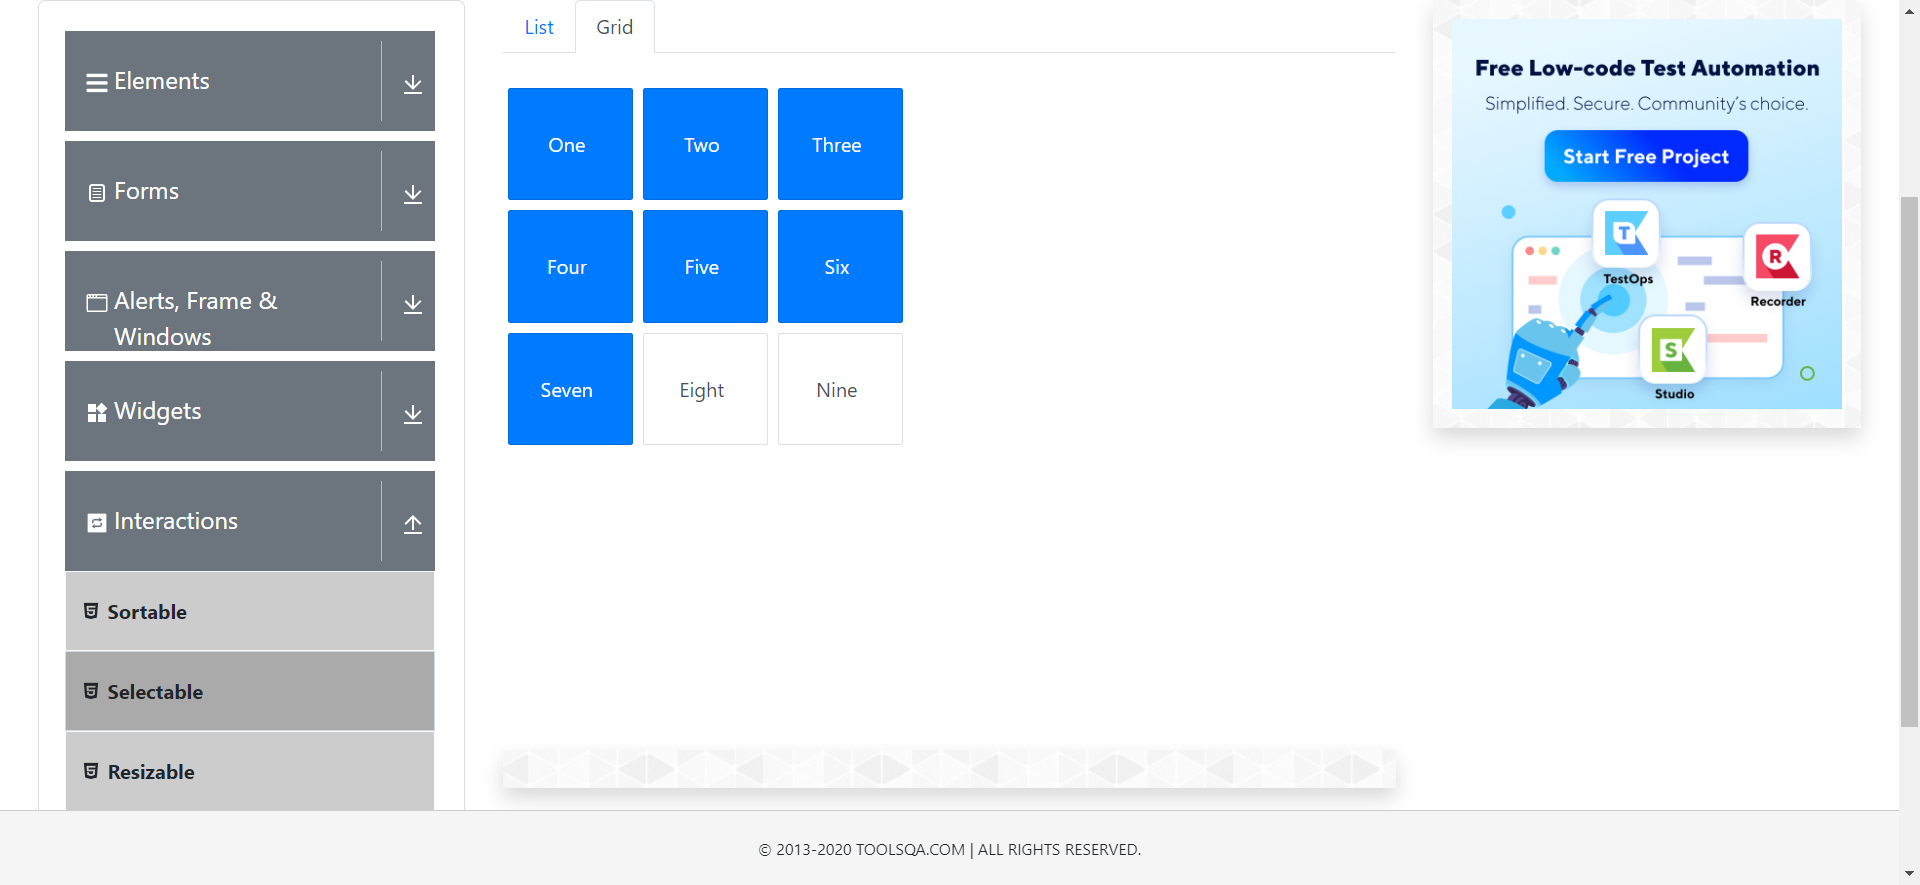 Elements
Forms
Alerts, Frame &
Windows
Widgets
Interactions
Sortable
Selectable
Resizable
List
Grid
One
Two
Three
Four
Five
Six
Seven
Eight
Nine
Free Low-code Test Automation
Simplified. Secure. Community's choice.
Start Free Project
T
TestOps
R
Recorder
S
Studio
© 2013-2020 TOOLSQA.COM | ALL RIGHTS RESERVED.